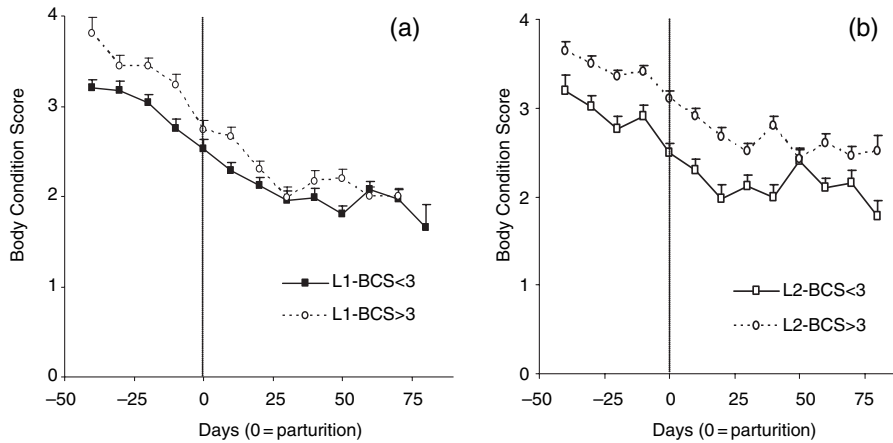 (a)
Body Condition Score
4
3
2
1
0
L1-BCS<3
L1-BCS>3
–50
–25
0
25
50
75
Days (0 = parturition)
(b)
Body Condition Score
4
3
2
1
0
L2-BCS<3
L2-BCS>3
–50
–25
0
25
50
75
Days (0 = parturition)